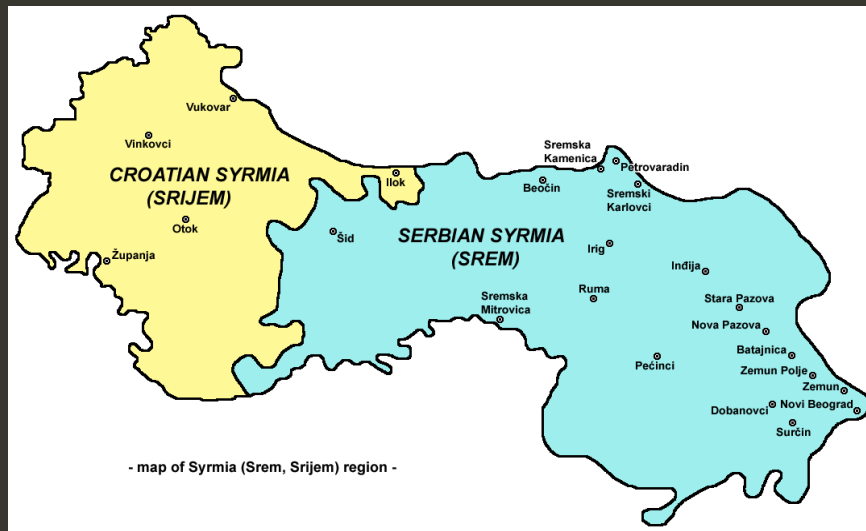 Vukovar
Vinkovci
CROATIAN SYRMIA
(SRIJEM)
Ilok
Otok
Županja
Sremska
Kamenica
Petrovaradin
Beočin
Sremski
Karlovci
Šid
SERBIAN SYRMIA
(SREM)
Irig
Inđija
Ruma
Sremska
Mitrovica
Stara Pazova
Nova Pazova
Batajnica
Pećinci
Zemun Polje
Zemun
Dobanovci
Novi Beograd
Surčin
- map of Syrmia (Srem, Srijem) region -